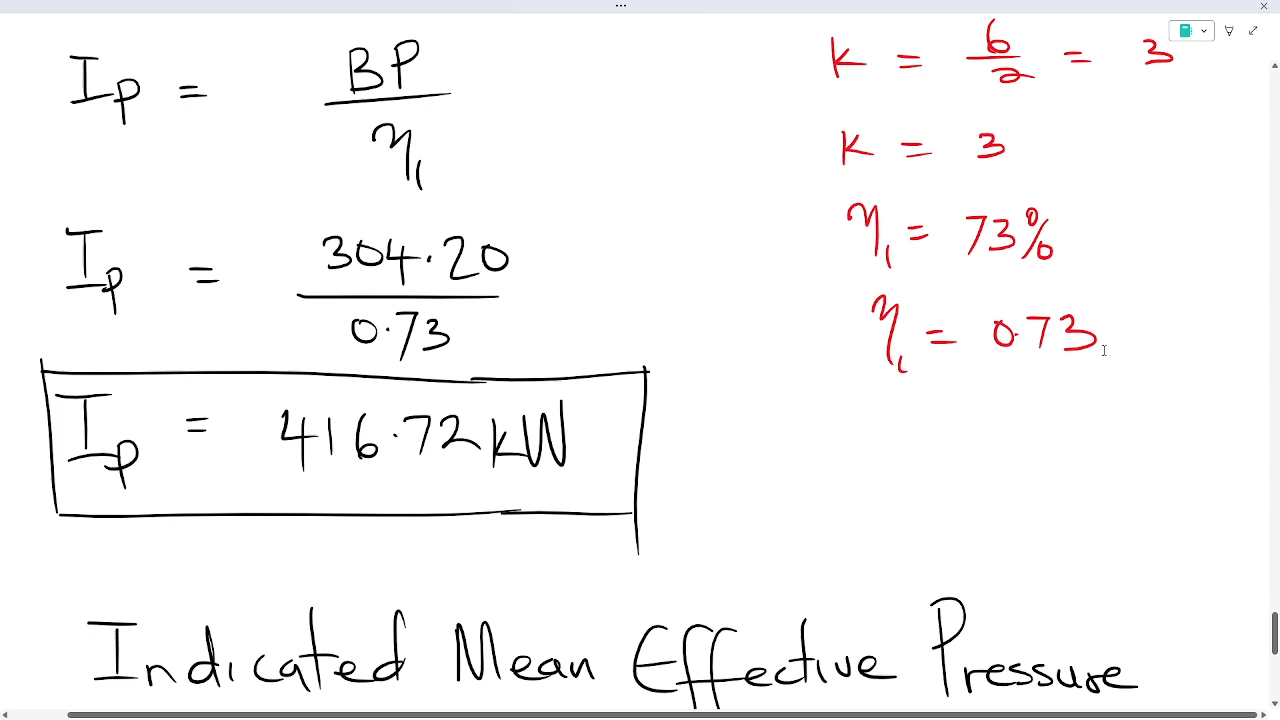 Ip = BP / η1
Ip = 304.20 / 0.73
Ip = 416.72 kW
k = 6/2 = 3
k = 3
η1 = 73%
η1 = 0.73
Indicated Mean Effective Pressure